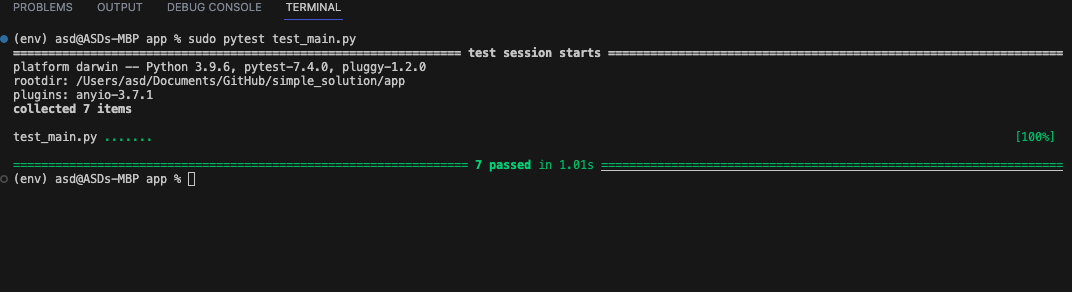 PROBLEMS OUTPUT DEBUG CONSOLE TERMINAL
(env) asd@ASDs-MBP app % sudo pytest test_main.py
================================================================ test session starts ================================================================
platform darwin -- Python 3.9.6, pytest-7.4.0, pluggy-1.2.0
rootdir: /Users/asd/Documents/GitHub/simple_solution/app
plugins: anyio-3.7.1
collected 7 items
test_main.py ....... [100%]
================================================================= 7 passed in 1.01s =================================================================
(env) asd@ASDs-MBP app %